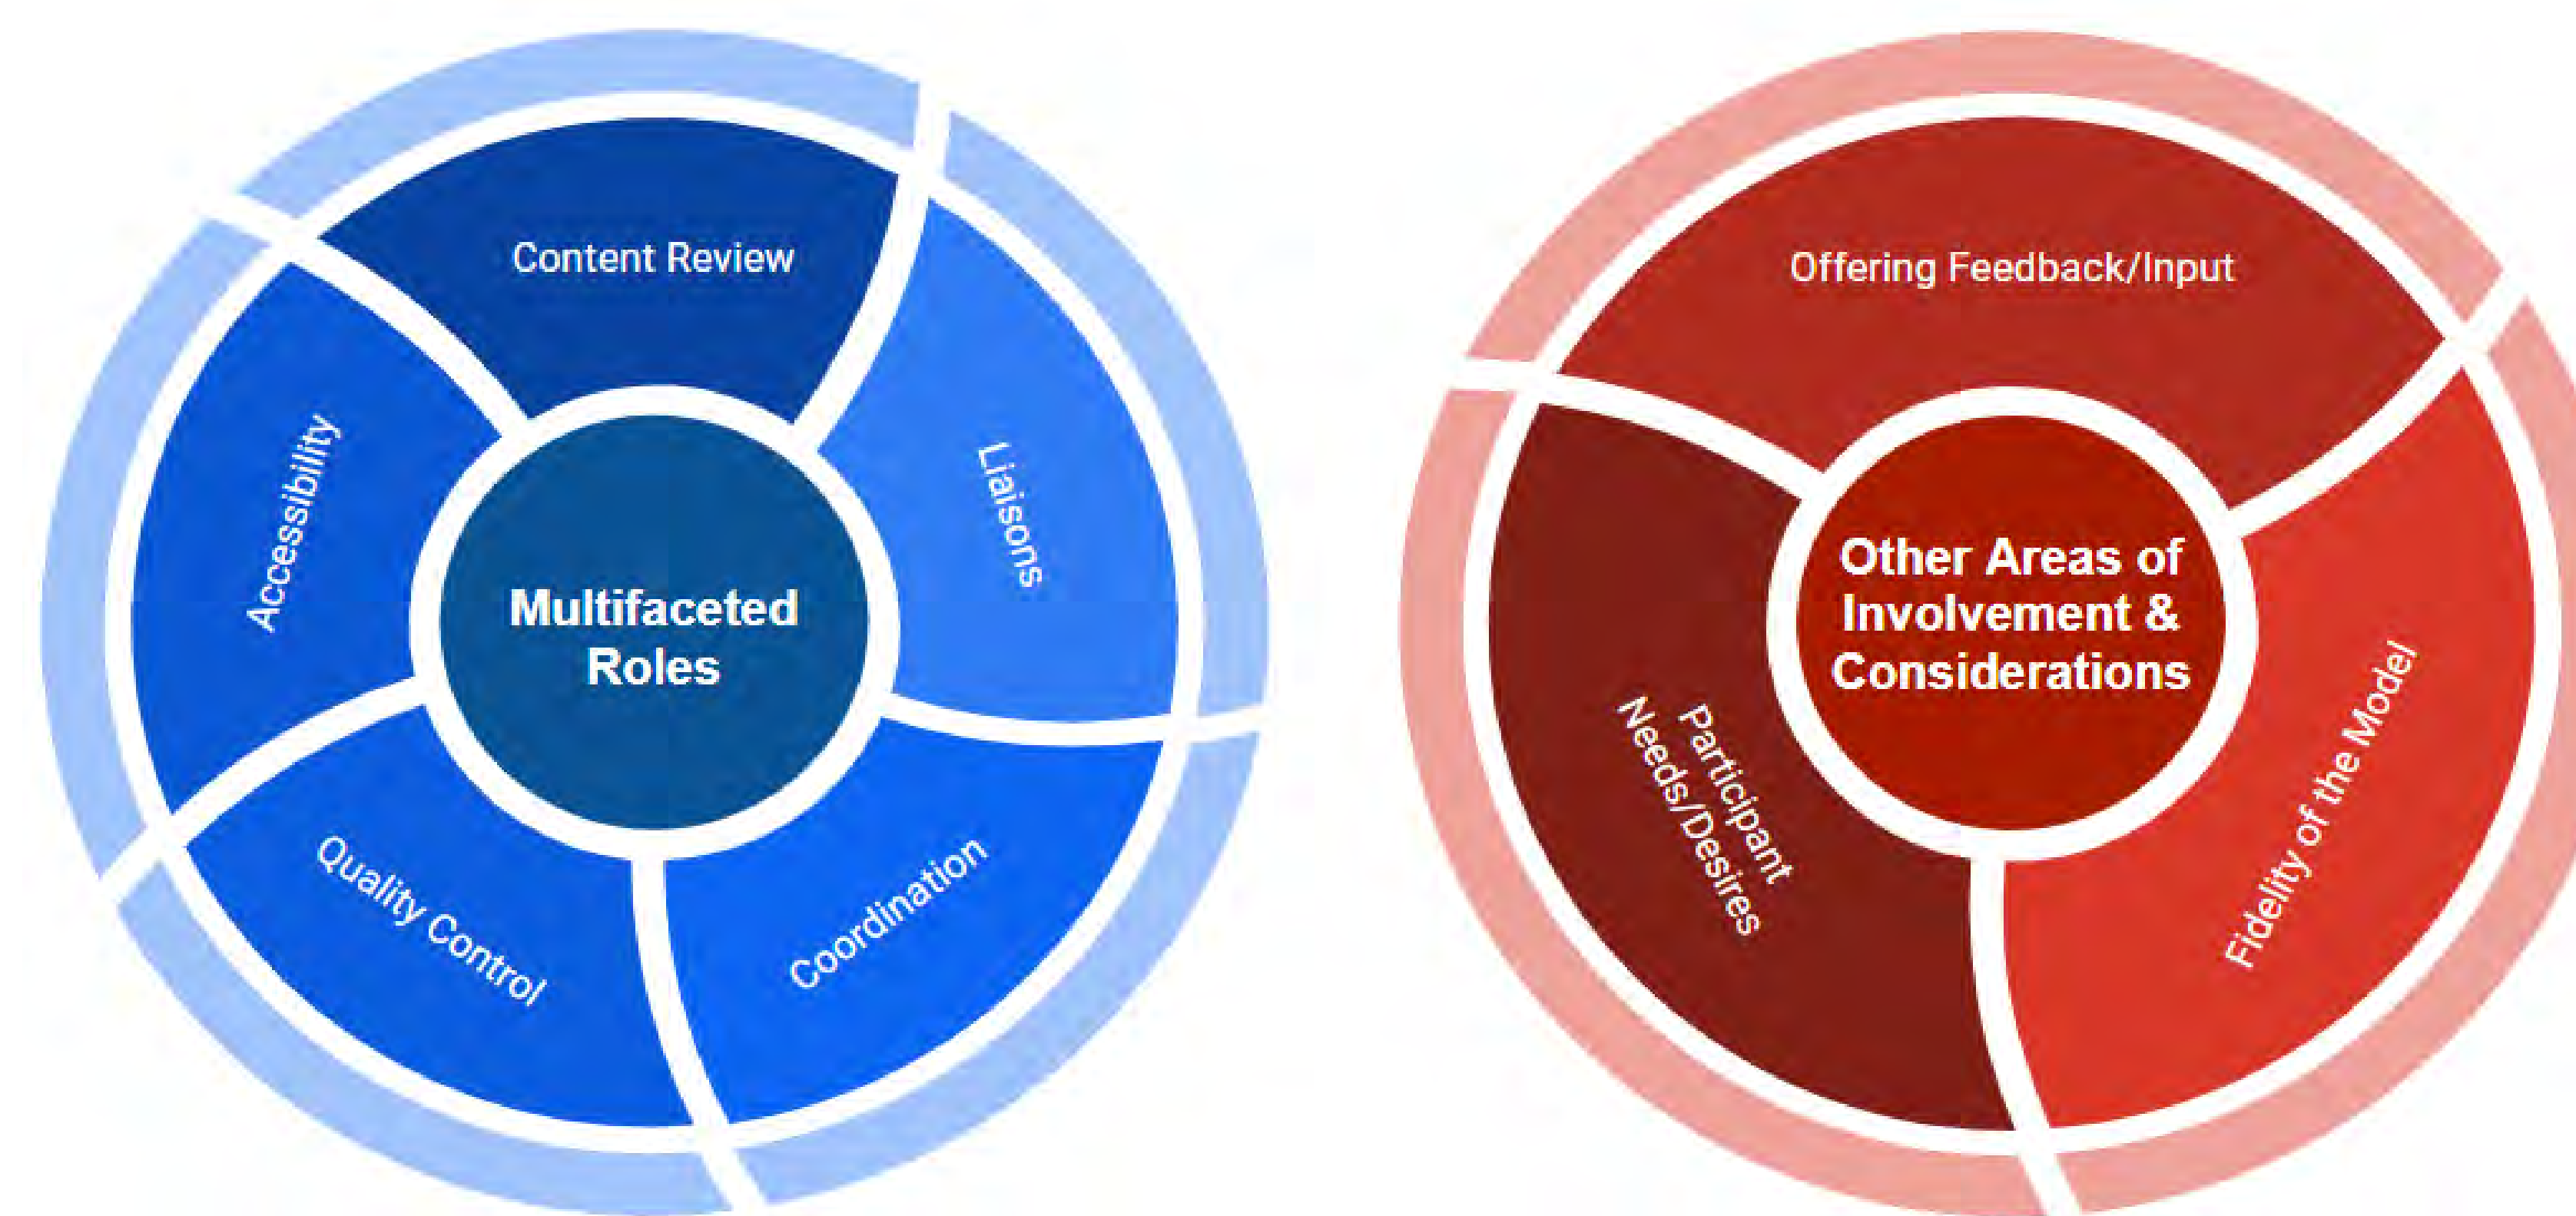 Content Review
Liaisons
Coordination
Quality Control
Accessibility
Multifaceted
Roles
Offering Feedback/Input
Fidelity of the Model
Participant
Needs/Desires
Other Areas of
Involvement &
Considerations